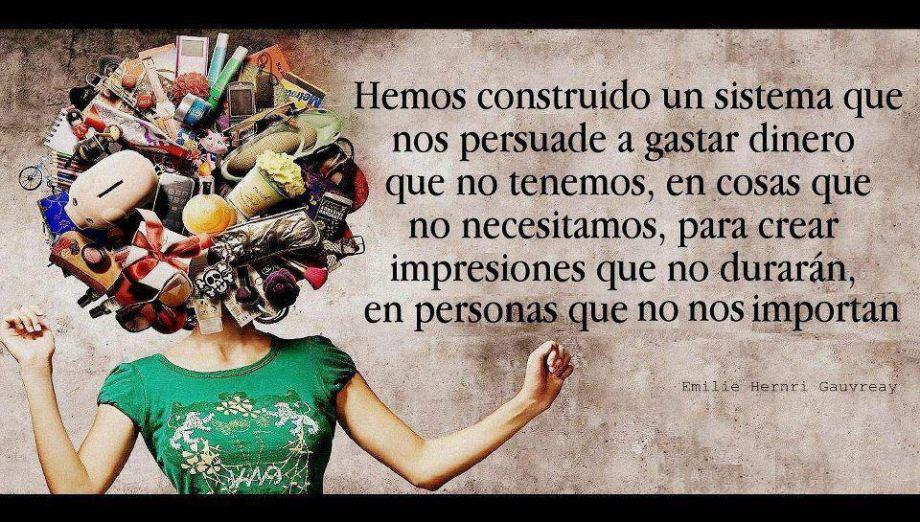 Hemos construido un sistema que
nos persuade a gastar dinero
que no tenemos, en cosas que
no necesitamos, para crear
impresiones que no durarán,
en personas que no nos importan
Emilie Hernri Gauvreay